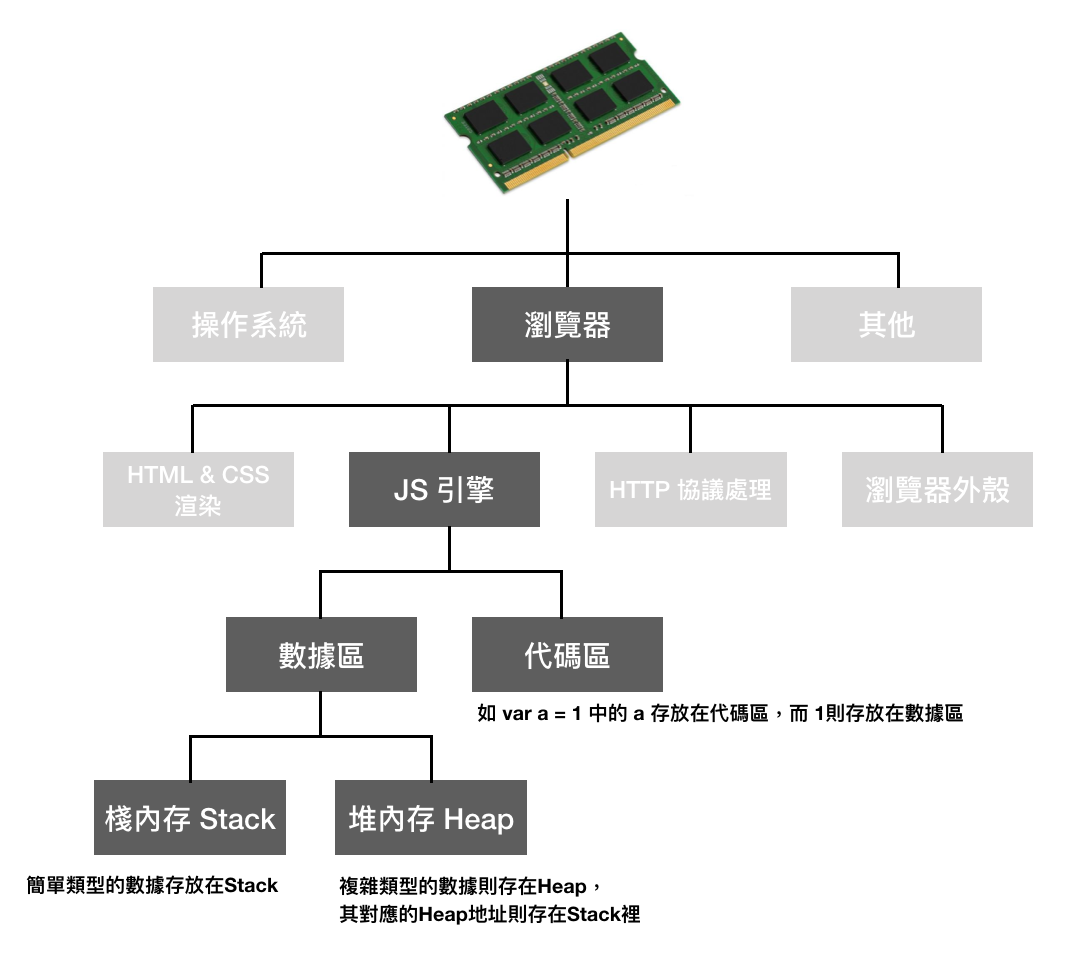 操作系統
瀏覽器
其他
HTML & CSS
渲染
JS 引擎
HTTP 協議處理
瀏覽器外殼
數據區
代碼區
如 var a = 1 中的 a 存放在代碼區，而 1則存放在數據區
棧內存 Stack
堆內存 Heap
簡單類型的數據存放在Stack
複雜類型的數據則存在Heap，
其對應的Heap地址則存在Stack裡